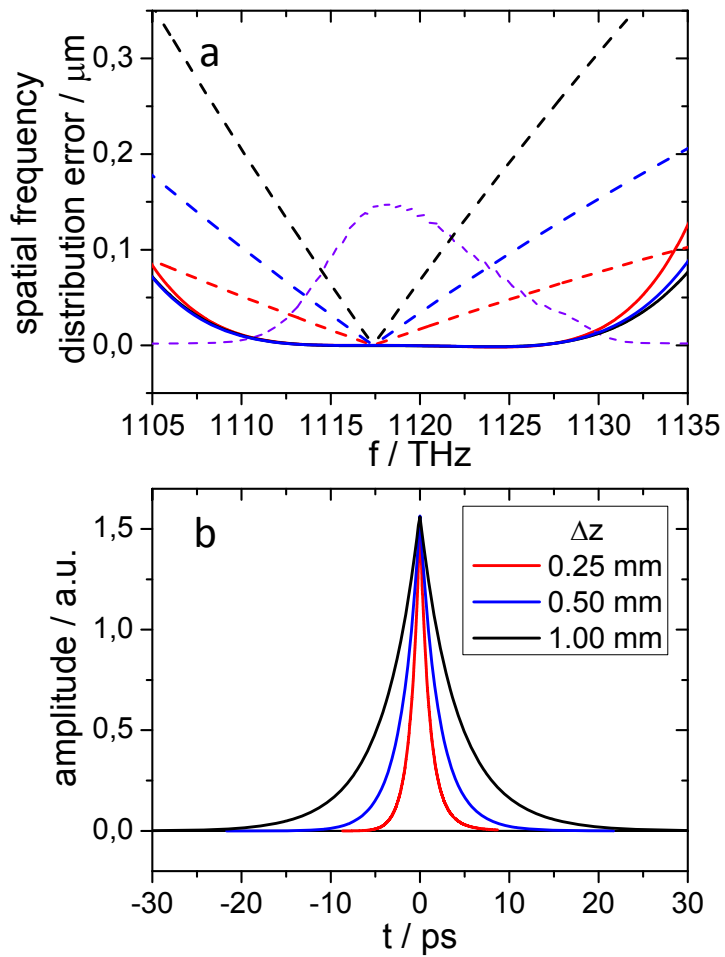 a
spatial frequency
distribution error / μm
0,3
0,2
0,1
0,0
1105 1110 1115 1120 1125 1130 1135
f / THz
b
amplitude / a.u.
1,5
1,0
0,5
0,0
Δz
0.25 mm
0.50 mm
1.00 mm
-30 -20 -10 0 10 20 30
t / ps